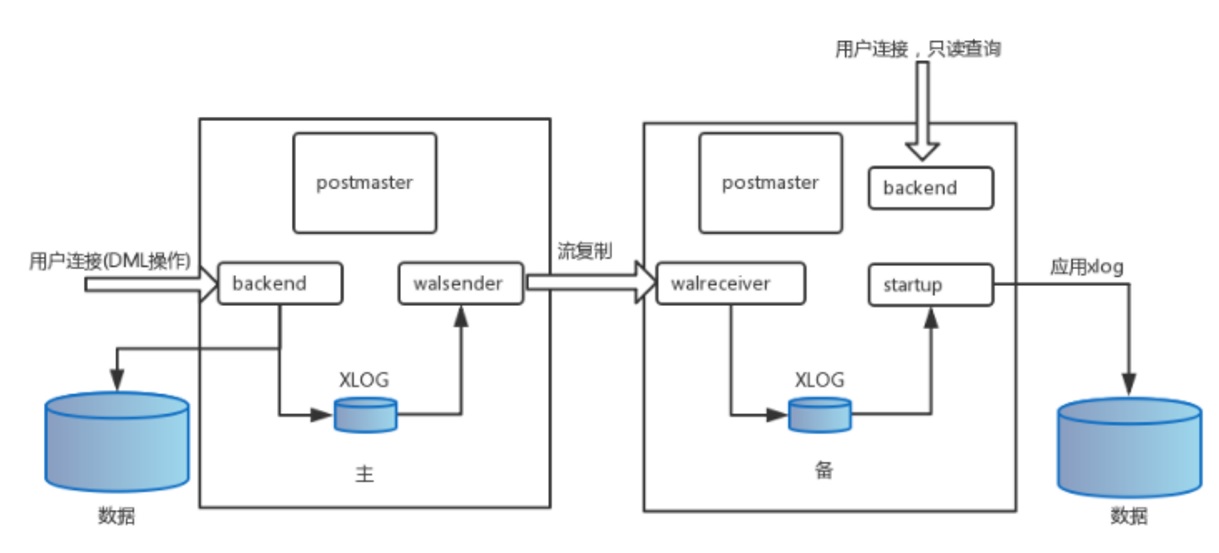 用户连接，只读查询
postmaster
postmaster
backend
用户连接(DML操作)
流复制
应用xlog
backend
walsender
walreceiver
startup
XLOG
XLOG
主
备
数据
数据